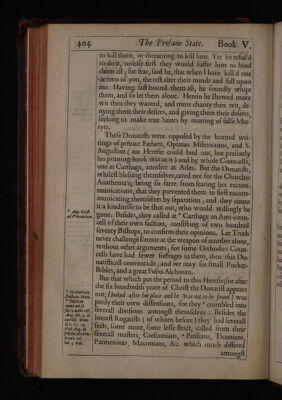 404 The Profane State. Book V.
to kill them, or threatning to kill him. Yet he refus'd
to do it, unlesse first they would suffer him to bind
them all; for fear, said he, that when I have kill'd one
or two of you, the rest alter their minds and fall upon
me. Having fast bound them all, he soundly whipt
them, and so let them alone. Herein he shewed more
wit then they wanted, and more charity then wit, de-
nying them their desires, and giving them their deserts,
seeking to make true Saints by marring of false Mar-
tyrs.
These Donatists were opposed by the learned wri-
tings of private Fathers, Optatus Milevitanus, and S.
Augustine (no Heresie could bud out, but presently
his pruning-hook was at it) and by whole Councells,
one at Carthage, another at Arles. But the Donatists,
whilest blessing themselves, cared not for the Churches
Anathema's, being so farre from fearing her excom-
munications, that they prevented them in first excom-
municating themselves by separation; and they count
it a kindnesse to be shut out, who would willingly be
gone. Besides, they called at * Carthage an Anti-coun-
cell of their own faction, consisting of two hundred
seventy Bishops, to confirm their opinions. Let Truth
never challenge Errour at the weapon of number alone,
without other arguments; for some Orthodox Coun-
cells have had fewer suffrages in them, then this Do-
natisticall conventicle; and we may see small Pocket-
Bibles, and a great Folio-Alchoran.
But that which put the period to this Heresie (for after
the six hundredth years of Christ the Donatist appears
not, I looked after his place and he was not to be found) was
partly their own dissensions, for they * crumbled into
severall divisions amongst themselves: Besides the
honest Rogatists (of whom before) they had severall
sects, some more, some lesse strict, called from their
severall masters, Cresconians, * Petilians, Ticonians,
Parmenians, Maximians, &c. which much differed
amongst